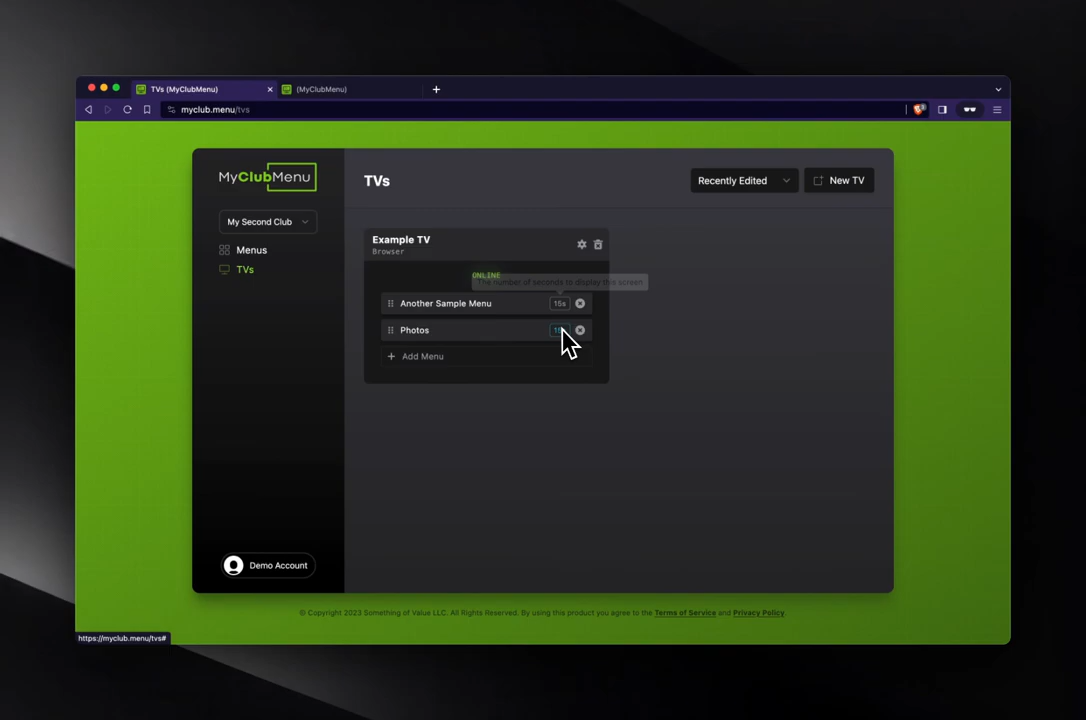 TVs (MyClubMenu)
(MyClubMenu)
myclub.menu/tvs
MyClubMenu
TVs
Recently Edited
New TV
My Second Club
Menus
TVs
Example TV
Browser
ONLINE
The number of seconds to display this screen
Another Sample Menu
15s
Photos
Add Menu
Demo Account
© Copyright 2023 Something of Value LLC. All Rights Reserved. By using this product you agree to the Terms of Service and Privacy Policy.
https://myclub.menu/tvs#